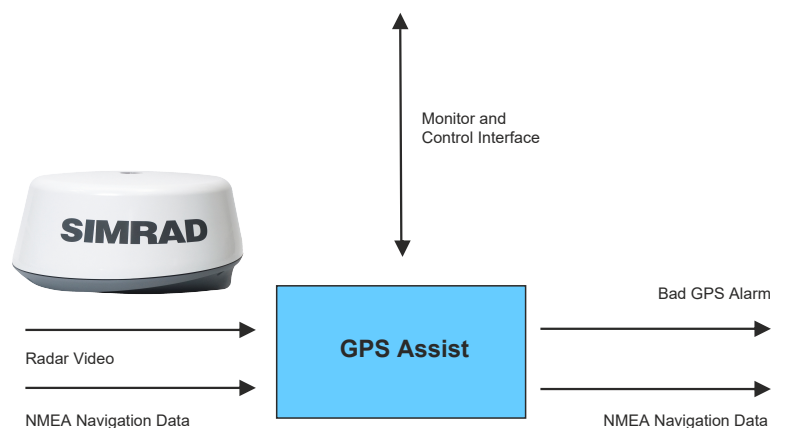 Monitor and
Control Interface
SIMRAD
Bad GPS Alarm
GPS Assist
Radar Video
NMEA Navigation Data
NMEA Navigation Data